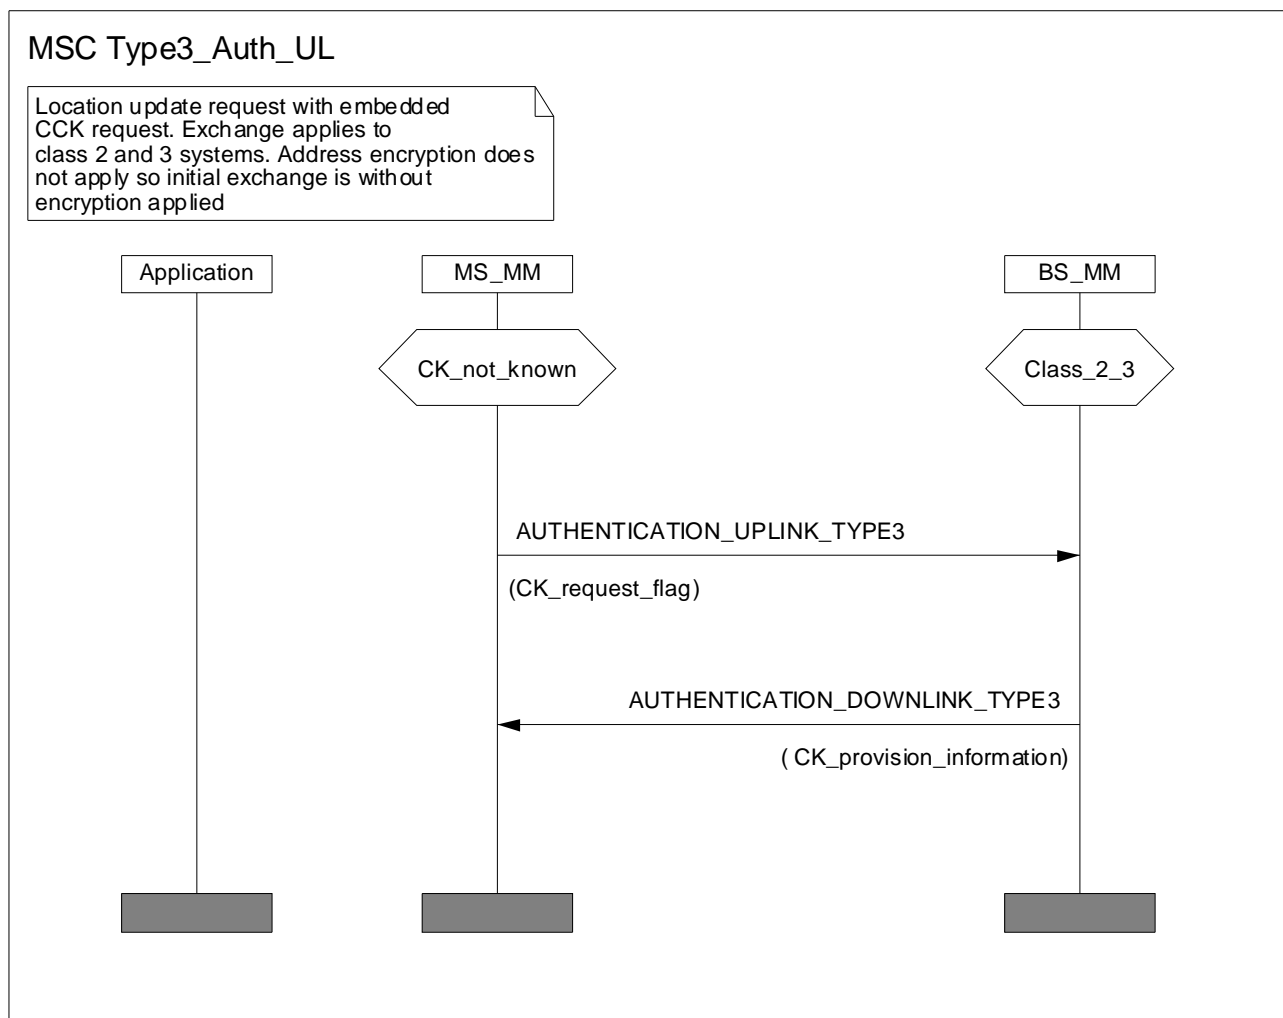 MSC Type3_Auth_UL
Location update request with embedded
CCK request. Exchange applies to
class 2 and 3 systems. Address encryption does
not apply so initial exchange is without
encryption applied
Application
MS_MM
BS_MM
CK_not_known
Class_2_3
AUTHENTICATION_UPLINK_TYPE3
(CK_request_flag)
AUTHENTICATION_DOWNLINK_TYPE3
( CK_provision_information)